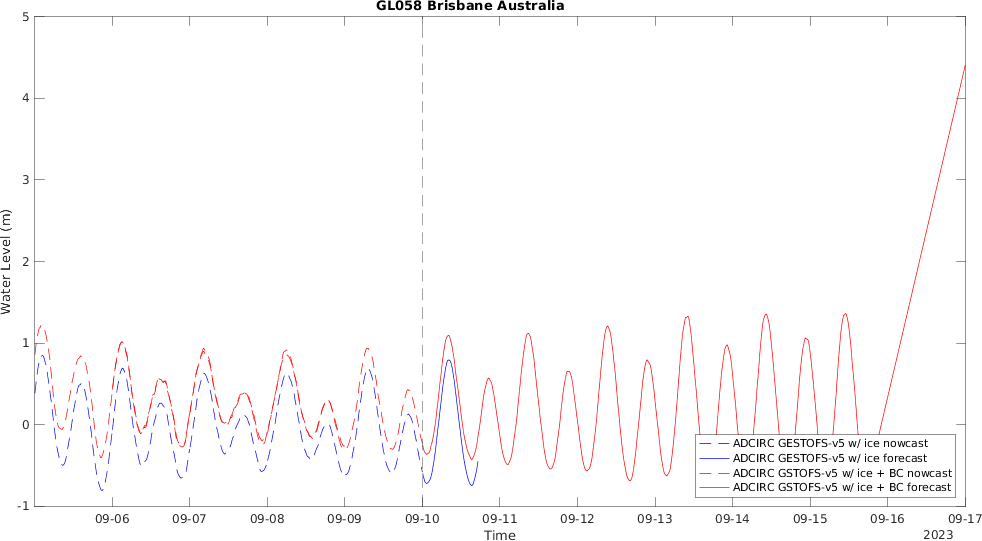 GL058 Brisbane Australia
5
4
3
2
1
0
-1
Water Level (m)
ADCIRC GESTOFS-v5 w/ ice nowcast
ADCIRC GESTOFS-v5 w/ ice forecast
ADCIRC GSTOFS-v5 w/ ice + BC nowcast
ADCIRC GSTOFS-v5 w/ ice + BC forecast
09-06 09-07 09-08 09-09 09-10 09-11 09-12 09-13 09-14 09-15 09-16 09-17
Time
2023